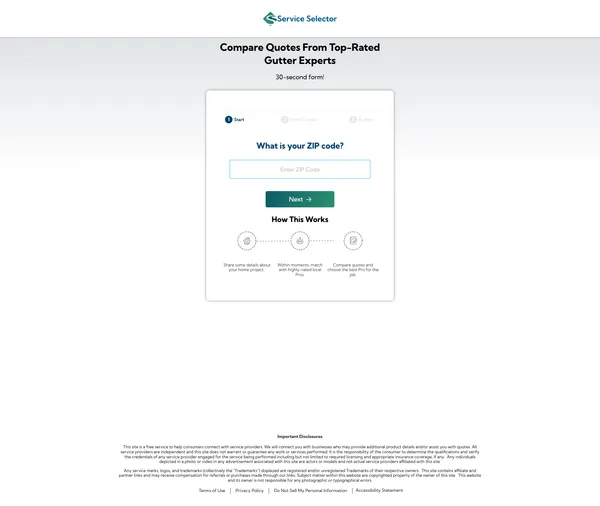 Service Selector
Compare Quotes From Top-Rated
Gutter Experts
30-second form!
1 Start
2
3
What is your ZIP code?
Enter ZIP Code
Next →
How This Works
Share some details about
your home project.
Within moments, match
with highly-rated local
Pros
Compare quotes and
choose the best Pro for the
job
Important Disclosures
This site is a free service to help consumers connect with service providers. We will connect you with businesses who may provide additional product details and/or assist you with quotes. All
service providers are independent and this site does not warrant or guarantee any work or services performed. It is the responsibility of the consumer to determine the qualifications and verify
the credentials of any service provider engaged for the service being performed including but not limited to required licensing and appropriate insurance coverage, if any. Any individuals
depicted in a photo or video in any advertisement associated with this site are actors or models and not actual service providers affiliated with this site
Any service marks, logos, and trademarks (collectively the "Trademarks") displayed are registered and/or unregistered Trademarks of their respective owners. This site contains affiliate and
partner links and may receive compensation for referrals or purchases made through our links. Subject matter within this website are copyrighted property of the owner of this site. This website
and its owner is not responsible for any photographic or typographical errors
Terms of Use | Privacy Policy | Do Not Sell My Personal Information | Accessibility Statement